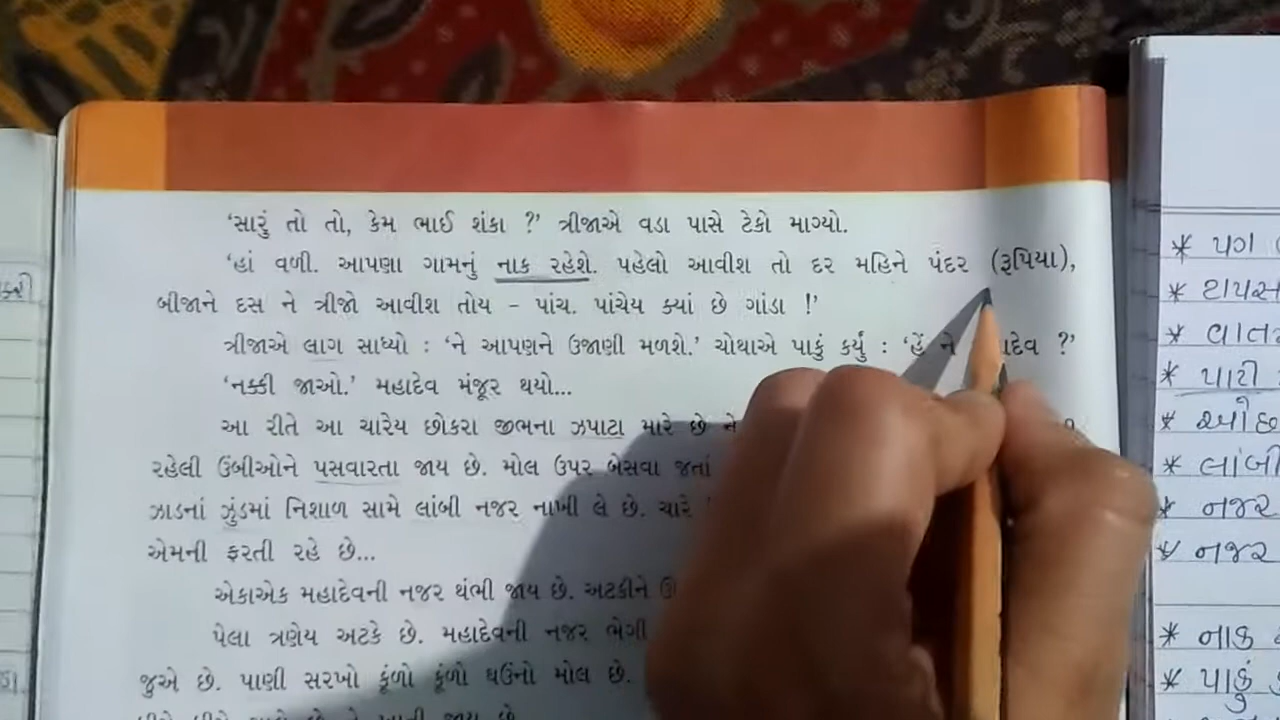 'સારું તો તો, કેમ ભાઈ શંકા ?' ત્રીજાએ વડા પાસે ટેકો માગ્યો.
'હાં વળી. આપણા ગામનું નાક રહેશે. પહેલો આવીશ તો દર મહિને પંદર (રૂપિયા),
બીજાને દસ ને ત્રીજો આવીશ તોય – પાંચ. પાંચેય ક્યાં છે ગાંડા !'
ત્રીજાએ લાગ સાધ્યો : 'ને આપણને ઉજાણી મળશે.' ચોથાએ પાકું કર્યું : 'હેં ને
'નક્કી જાઓ.' મહાદેવ મંજૂર થયો...
આ રીતે આ ચારેય છોકરા જીભના ઝપાટા મારે છે ને
રહેલી ઉંબીઓને પસવારતા જાય છે. મોલ ઉપર બેસવા જતાં
ઝાડનાં ઝુંડમાં નિશાળ સામે લાંબી નજર નાખી લે છે. ચારે
એમની ફરતી રહે છે...
એકાએક મહાદેવની નજર થંભી જાય છે. અટકીને
પેલા ત્રણેય અટકે છે. મહાદેવની નજર ભેગી
જુએ છે. પાણી સરખો કૂંળો કૂંળો ઘઉંનો મોલ છે.
* પગ
* ટાપસ
* વાત
* પાટી
* ઓછ
* લાંબી
* નજર
* નજર
* નાક
* પાકું